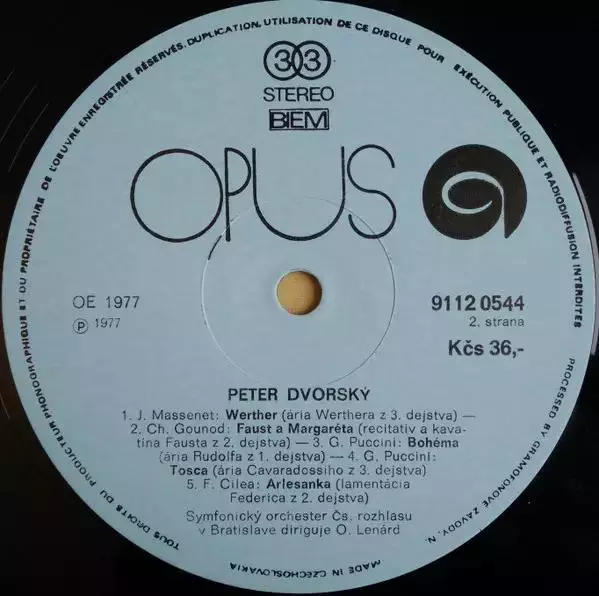 TOUS DROITS DU PRODUCTEUR PHONOGRAPHIQUE ET DU PROPRIÉTAIRE DE L'OEUVRE ENREGISTRÉE RÉSERVÉS. DUPLICATION, UTILISATION DE CE DISQUE POUR EXÉCUTION PUBLIQUE ET RADIODIFFUSION INTERDITES
PROCESSED BY GRAMOFONOVÉ ZÁVODY, N.
MADE IN CZECHOSLOVAKIA
33
STEREO
BIEM
OPUS
OE 1977
℗ 1977
9112 0544
2. strana
Kčs 36,-
PETER DVORSKÝ
1. J. Massenet: Werther (ária Werthera z 3. dejstva) —
2. Ch. Gounod: Faust a Margaréta (recitatív a kava-
tína Fausta z 2. dejstva) — 3. G. Puccini: Bohéma
(ária Rudolfa z 1. dejstva) — 4. G. Puccini:
Tosca (ária Cavaradossiho z 3. dejstva)
5. F. Cilea: Arlesanka (lamentácia
Federica z 2. dejstva)
Symfonický orchester Čs. rozhlasu
v Bratislave diriguje O. Lenárd